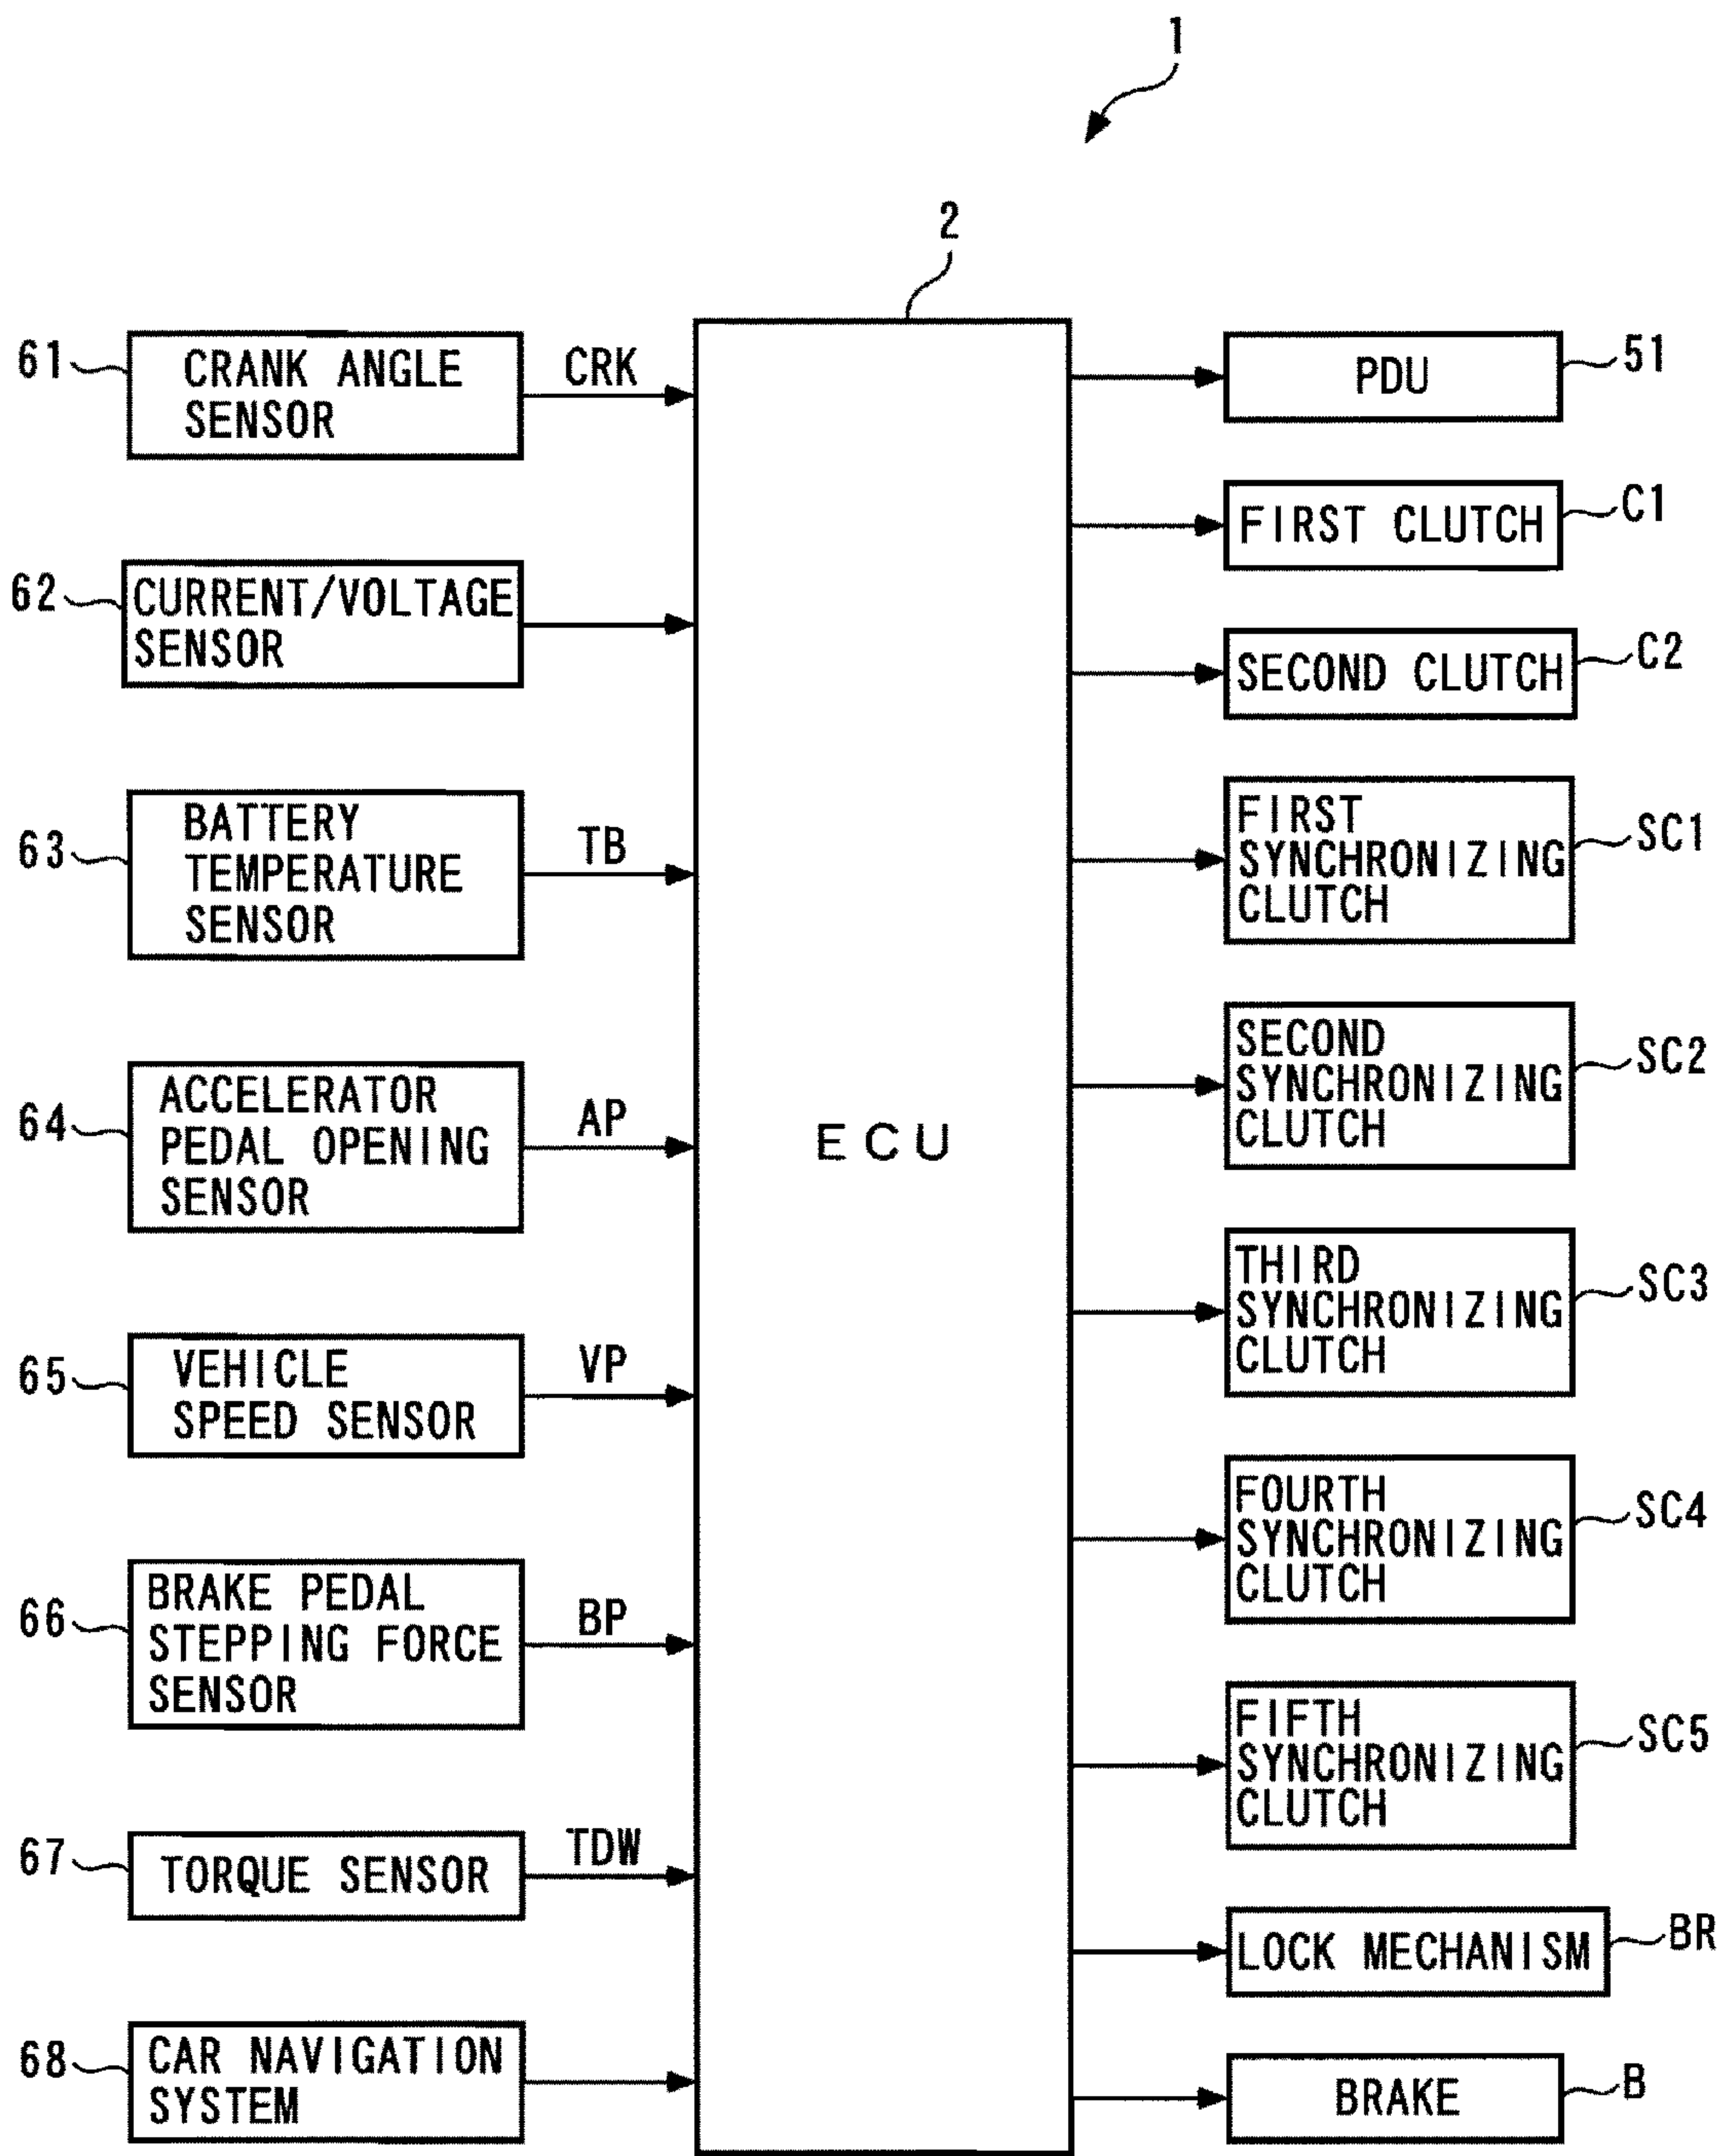 1
2
61
CRANK ANGLE
SENSOR
CRK
62
CURRENT/VOLTAGE
SENSOR
63
BATTERY
TEMPERATURE
SENSOR
TB
64
ACCELERATOR
PEDAL OPENING
SENSOR
AP
65
VEHICLE
SPEED SENSOR
VP
66
BRAKE PEDAL
STEPPING FORCE
SENSOR
BP
67
TORQUE SENSOR
TDW
68
CAR NAVIGATION
SYSTEM
ECU
PDU
51
FIRST CLUTCH
C1
SECOND CLUTCH
C2
FIRST
SYNCHRONIZING
CLUTCH
SC1
SECOND
SYNCHRONIZING
CLUTCH
SC2
THIRD
SYNCHRONIZING
CLUTCH
SC3
FOURTH
SYNCHRONIZING
CLUTCH
SC4
FIFTH
SYNCHRONIZING
CLUTCH
SC5
LOCK MECHANISM
BR
BRAKE
B